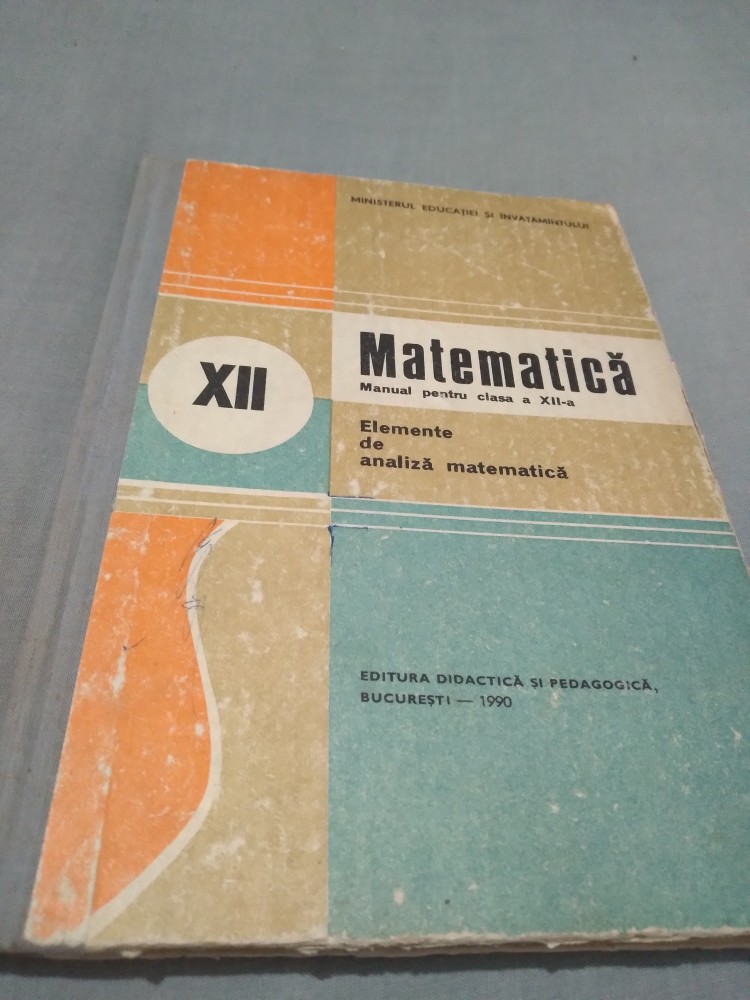 MINISTERUL EDUCAȚIEI ȘI ÎNVĂȚĂMÎNTULUI
XII
Matematică
Manual pentru clasa a XII-a
Elemente
de
analiză matematică
EDITURA DIDACTICĂ ȘI PEDAGOGICĂ,
BUCUREȘTI — 1990